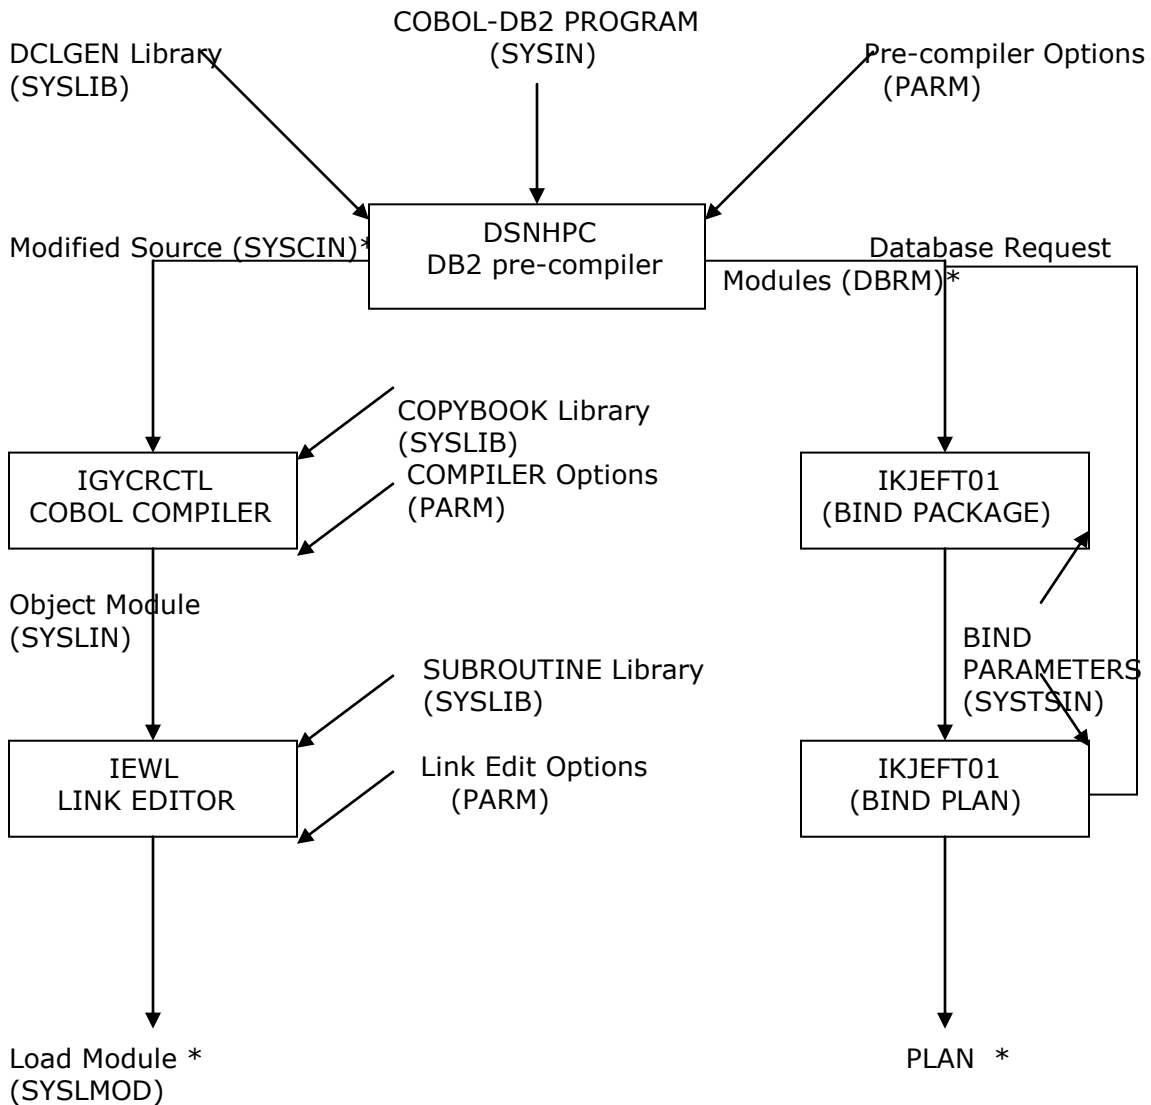 COBOL-DB2 PROGRAM
(SYSIN)
DCLGEN Library
(SYSLIB)
Pre-compiler Options
(PARM)
DSNHPC
DB2 pre-compiler
Modified Source (SYSCIN)*
Database Request
Modules (DBRM)*
COPYBOOK Library
(SYSLIB)
COMPILER Options
(PARM)
IGYCRCTL
COBOL COMPILER
IKJEFT01
(BIND PACKAGE)
Object Module
(SYSLIN)
BIND
PARAMETERS
(SYSTSIN)
SUBROUTINE Library
(SYSLIB)
Link Edit Options
(PARM)
IEWL
LINK EDITOR
IKJEFT01
(BIND PLAN)
Load Module *
(SYSLMOD)
PLAN *